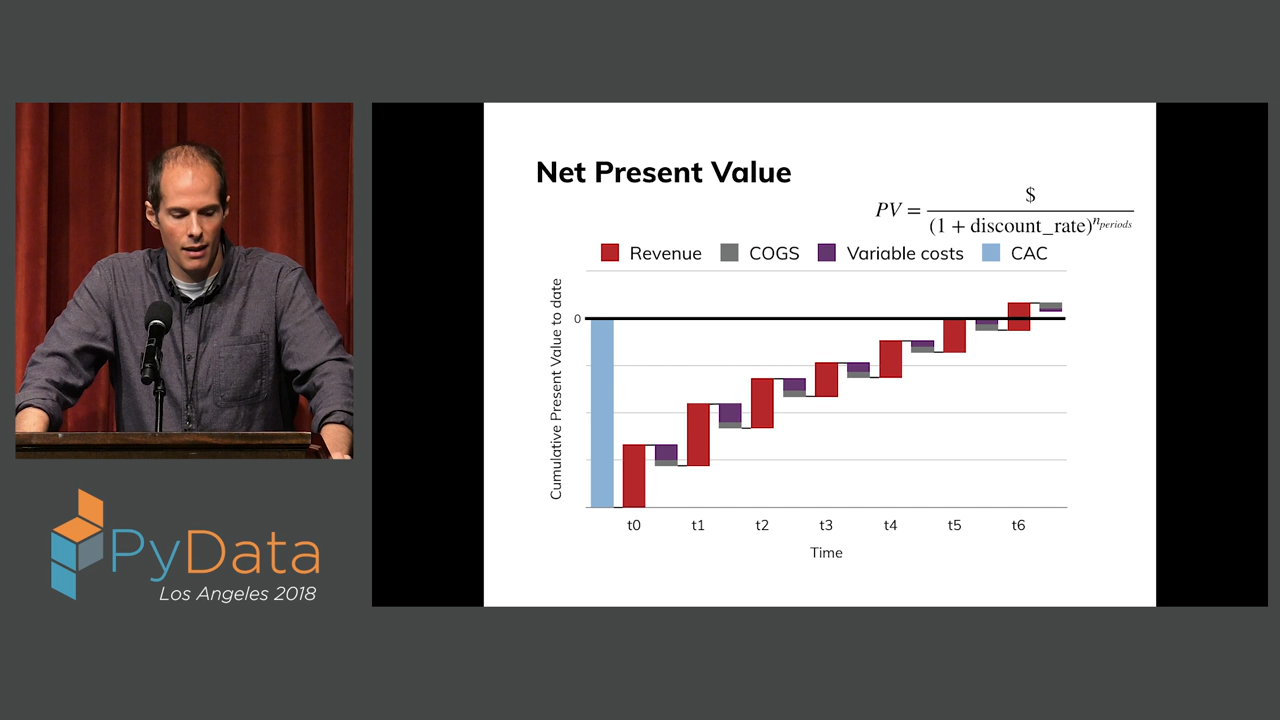 Net Present Value
PV = $ / (1 + discount_rate)^n_periods
Revenue COGS Variable costs CAC
Cumulative Present Value to date
0
t0 t1 t2 t3 t4 t5 t6
Time
PyData
Los Angeles 2018